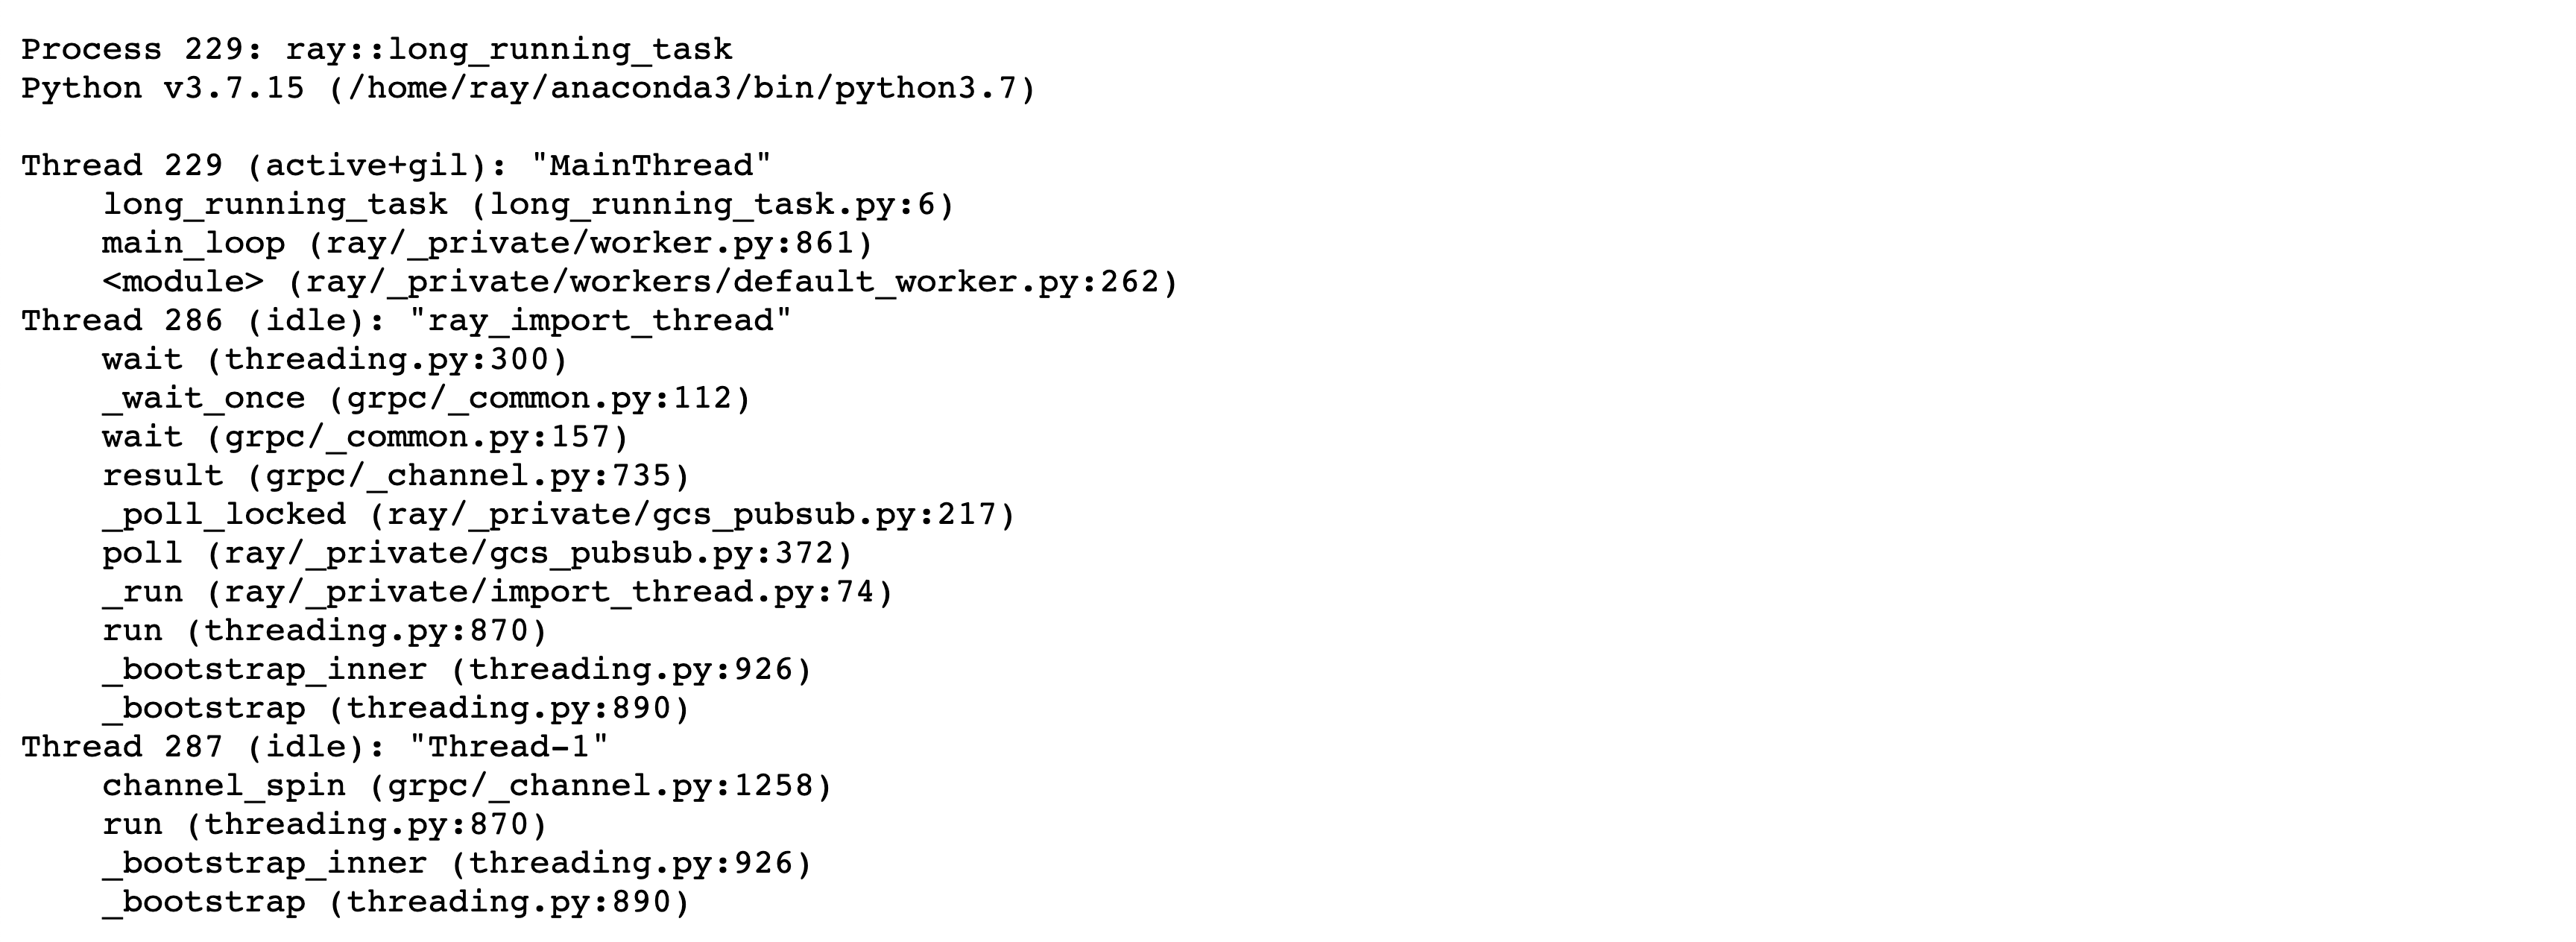 Process 229: ray::long_running_task
Python v3.7.15 (/home/ray/anaconda3/bin/python3.7)

Thread 229 (active+gil): "MainThread"
    long_running_task (long_running_task.py:6)
    main_loop (ray/_private/worker.py:861)
    <module> (ray/_private/workers/default_worker.py:262)
Thread 286 (idle): "ray_import_thread"
    wait (threading.py:300)
    _wait_once (grpc/_common.py:112)
    wait (grpc/_common.py:157)
    result (grpc/_channel.py:735)
    _poll_locked (ray/_private/gcs_pubsub.py:217)
    poll (ray/_private/gcs_pubsub.py:372)
    _run (ray/_private/import_thread.py:74)
    run (threading.py:870)
    _bootstrap_inner (threading.py:926)
    _bootstrap (threading.py:890)
Thread 287 (idle): "Thread-1"
    channel_spin (grpc/_channel.py:1258)
    run (threading.py:870)
    _bootstrap_inner (threading.py:926)
    _bootstrap (threading.py:890)